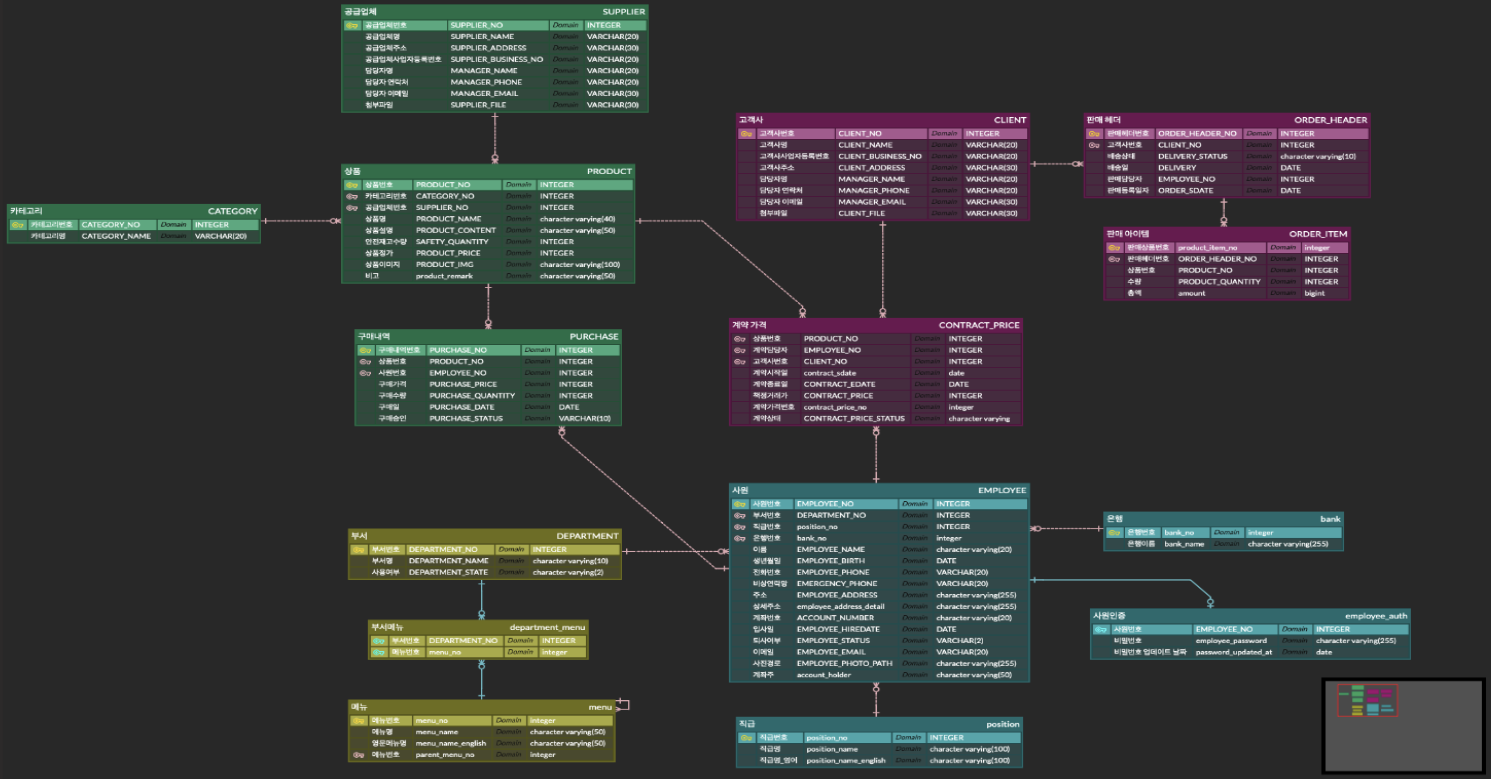 공급업체 SUPPLIER
공급업체번호 SUPPLIER_NO Domain INTEGER
공급업체명 SUPPLIER_NAME Domain VARCHAR(20)
공급업체주소 SUPPLIER_ADDRESS Domain VARCHAR(20)
공급업체사업자등록번호 SUPPLIER_BUSINESS_NO Domain VARCHAR(20)
담당자명 MANAGER_NAME Domain VARCHAR(20)
담당자 연락처 MANAGER_PHONE Domain VARCHAR(20)
담당자 이메일 MANAGER_EMAIL Domain VARCHAR(30)
첨부파일 SUPPLIER_FILE Domain VARCHAR(30)
고객사 CLIENT
고객사번호 CLIENT_NO Domain INTEGER
고객사명 CLIENT_NAME Domain VARCHAR(20)
고객사사업자등록번호 CLIENT_BUSINESS_NO Domain VARCHAR(20)
고객사주소 CLIENT_ADDRESS Domain VARCHAR(30)
담당자명 MANAGER_NAME Domain VARCHAR(20)
담당자 연락처 MANAGER_PHONE Domain VARCHAR(20)
담당자 이메일 MANAGER_EMAIL Domain VARCHAR(30)
첨부파일 CLIENT_FILE Domain VARCHAR(30)
판매 헤더 ORDER_HEADER
판매헤더번호 ORDER_HEADER_NO Domain INTEGER
고객사번호 CLIENT_NO Domain INTEGER
배송상태 DELIVERY_STATUS Domain character varying(10)
배송일 DELIVERY Domain DATE
판매담당자 EMPLOYEE_NO Domain INTEGER
판매등록일자 ORDER_SDATE Domain DATE
상품 PRODUCT
상품번호 PRODUCT_NO Domain INTEGER
카테고리번호 CATEGORY_NO Domain INTEGER
공급업체번호 SUPPLIER_NO Domain INTEGER
상품명 PRODUCT_NAME Domain character varying(40)
상품설명 PRODUCT_CONTENT Domain character varying(50)
안전재고수량 SAFETY_QUANTITY Domain INTEGER
상품정가 PRODUCT_PRICE Domain INTEGER
상품이미지 PRODUCT_IMG Domain character varying(100)
비고 product_remark Domain character varying(50)
카테고리 CATEGORY
카테고리번호 CATEGORY_NO Domain INTEGER
카테고리명 CATEGORY_NAME Domain VARCHAR(20)
판매 아이템 ORDER_ITEM
판매상품번호 product_item_no Domain integer
판매헤더번호 ORDER_HEADER_NO Domain INTEGER
상품번호 PRODUCT_NO Domain INTEGER
수량 PRODUCT_QUANTITY Domain INTEGER
총액 amount Domain bigint
구매내역 PURCHASE
구매내역번호 PURCHASE_NO Domain INTEGER
상품번호 PRODUCT_NO Domain INTEGER
사원번호 EMPLOYEE_NO Domain INTEGER
구매가격 PURCHASE_PRICE Domain INTEGER
구매수량 PURCHASE_QUANTITY Domain INTEGER
구매일 PURCHASE_DATE Domain DATE
구매승인 PURCHASE_STATUS Domain VARCHAR(10)
계약 가격 CONTRACT_PRICE
상품번호 PRODUCT_NO Domain INTEGER
계약담당자 EMPLOYEE_NO Domain INTEGER
고객사번호 CLIENT_NO Domain INTEGER
계약시작일 contract_sdate Domain date
계약종료일 CONTRACT_EDATE Domain DATE
책정거래가 CONTRACT_PRICE Domain INTEGER
계약가격번호 contract_price_no Domain integer
계약상태 CONTRACT_PRICE_STATUS Domain character varying
사원 EMPLOYEE
사원번호 EMPLOYEE_NO Domain INTEGER
부서번호 DEPARTMENT_NO Domain INTEGER
직급번호 position_no Domain INTEGER
은행번호 bank_no Domain integer
이름 EMPLOYEE_NAME Domain character varying(20)
생년월일 EMPLOYEE_BIRTH Domain DATE
전화번호 EMPLOYEE_PHONE Domain VARCHAR(20)
비상연락망 EMERGENCY_PHONE Domain VARCHAR(20)
주소 EMPLOYEE_ADDRESS Domain character varying(255)
상세주소 employee_address_detail Domain character varying(255)
계좌번호 ACCOUNT_NUMBER Domain character varying(20)
입사일 EMPLOYEE_HIREDATE Domain DATE
퇴사여부 EMPLOYEE_STATUS Domain VARCHAR(2)
이메일 EMPLOYEE_EMAIL Domain VARCHAR(20)
사진경로 EMPLOYEE_PHOTO_PATH Domain character varying(255)
계좌주 account_holder Domain character varying(50)
은행 bank
은행번호 bank_no Domain integer
은행이름 bank_name Domain character varying(255)
부서 DEPARTMENT
부서번호 DEPARTMENT_NO Domain INTEGER
부서명 DEPARTMENT_NAME Domain character varying(10)
사용여부 DEPARTMENT_STATE Domain character varying(2)
사원인증 employee_auth
사원번호 EMPLOYEE_NO Domain INTEGER
비밀번호 employee_password Domain character varying(255)
비밀번호 업데이트 날짜 password_updated_at Domain date
부서메뉴 department_menu
부서번호 DEPARTMENT_NO Domain INTEGER
메뉴번호 menu_no Domain integer
메뉴 menu
메뉴번호 menu_no Domain integer
메뉴명 menu_name Domain character varying(50)
영문메뉴명 menu_name_english Domain character varying(50)
메뉴번호 parent_menu_no Domain integer
직급 position
직급번호 position_no Domain INTEGER
직급명 position_name Domain character varying(100)
직급명_영어 position_name_english Domain character varying(100)